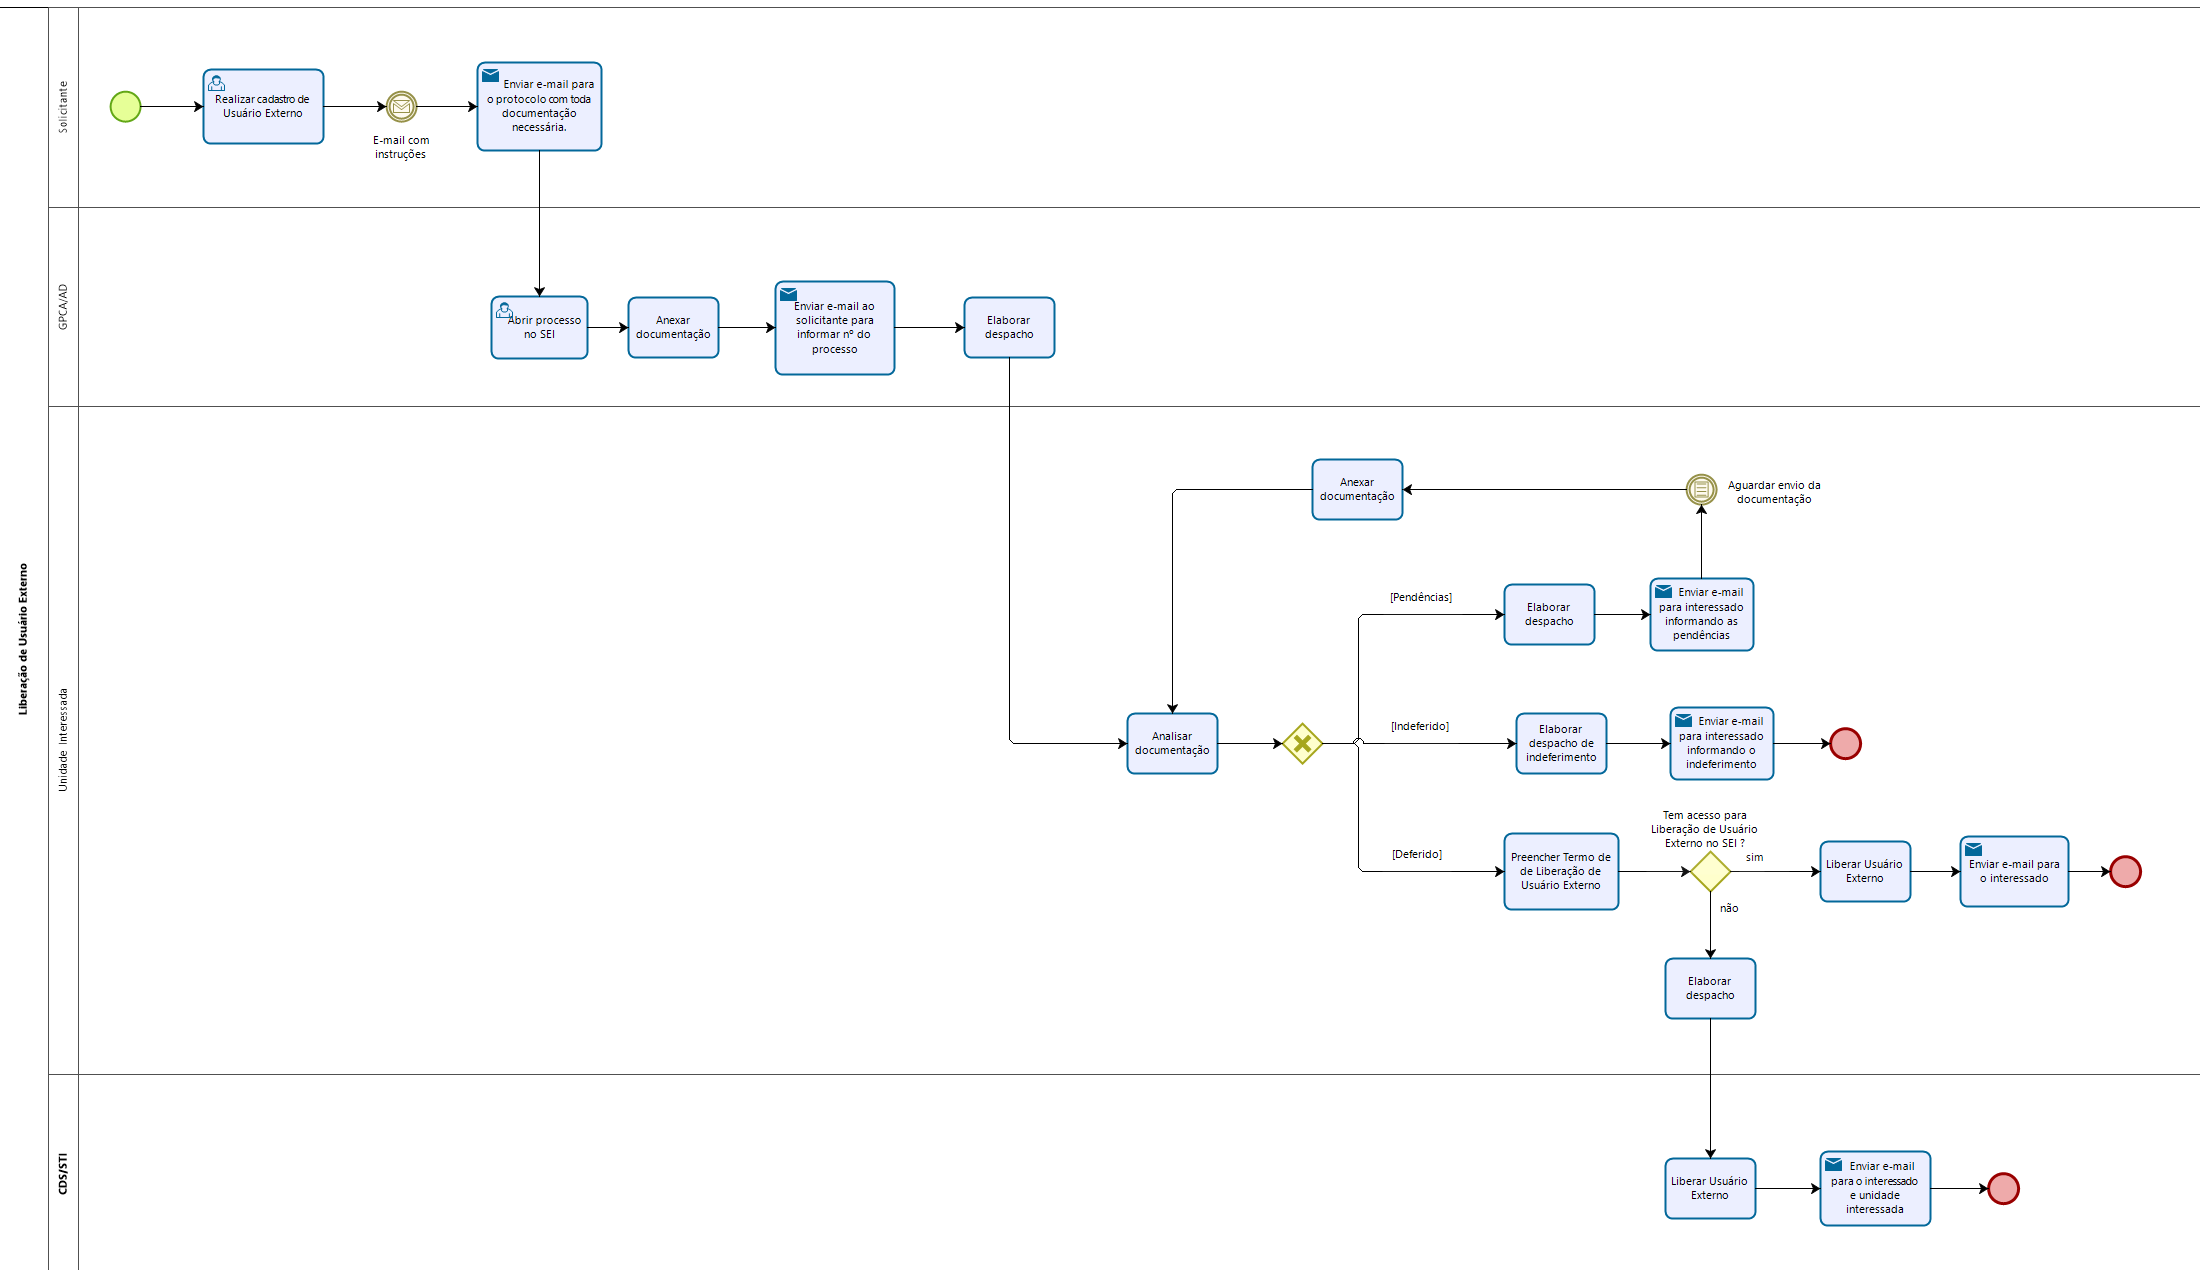 Liberação de Usuário Externo
Solicitante
Realizar cadastro de
Usuário Externo
E-mail com
instruções
Enviar e-mail para
o protocolo com toda
documentação
necessária.
GPCA/AD
Abrir processo
no SEI
Anexar
documentação
Enviar e-mail ao
solicitante para
informar nº do
processo
Elaborar
despacho
Unidade Interessada
Anexar
documentação
Aguardar envio da
documentação
[Pendências]
Elaborar
despacho
Enviar e-mail
para interessado
informando as
pendências
Analisar
documentação
[Indeferido]
Elaborar
despacho de
indeferimento
Enviar e-mail
para interessado
informando o
indeferimento
[Deferido]
Preencher Termo de
de Liberação de
Usuário Externo
Tem acesso para
Liberação de Usuário
Externo no SEI ?
sim
não
Liberar Usuário
Externo
Enviar e-mail para
o interessado
Elaborar
despacho
CDS/STI
Liberar Usuário
Externo
Enviar e-mail
para o interessado
e unidade
interessada